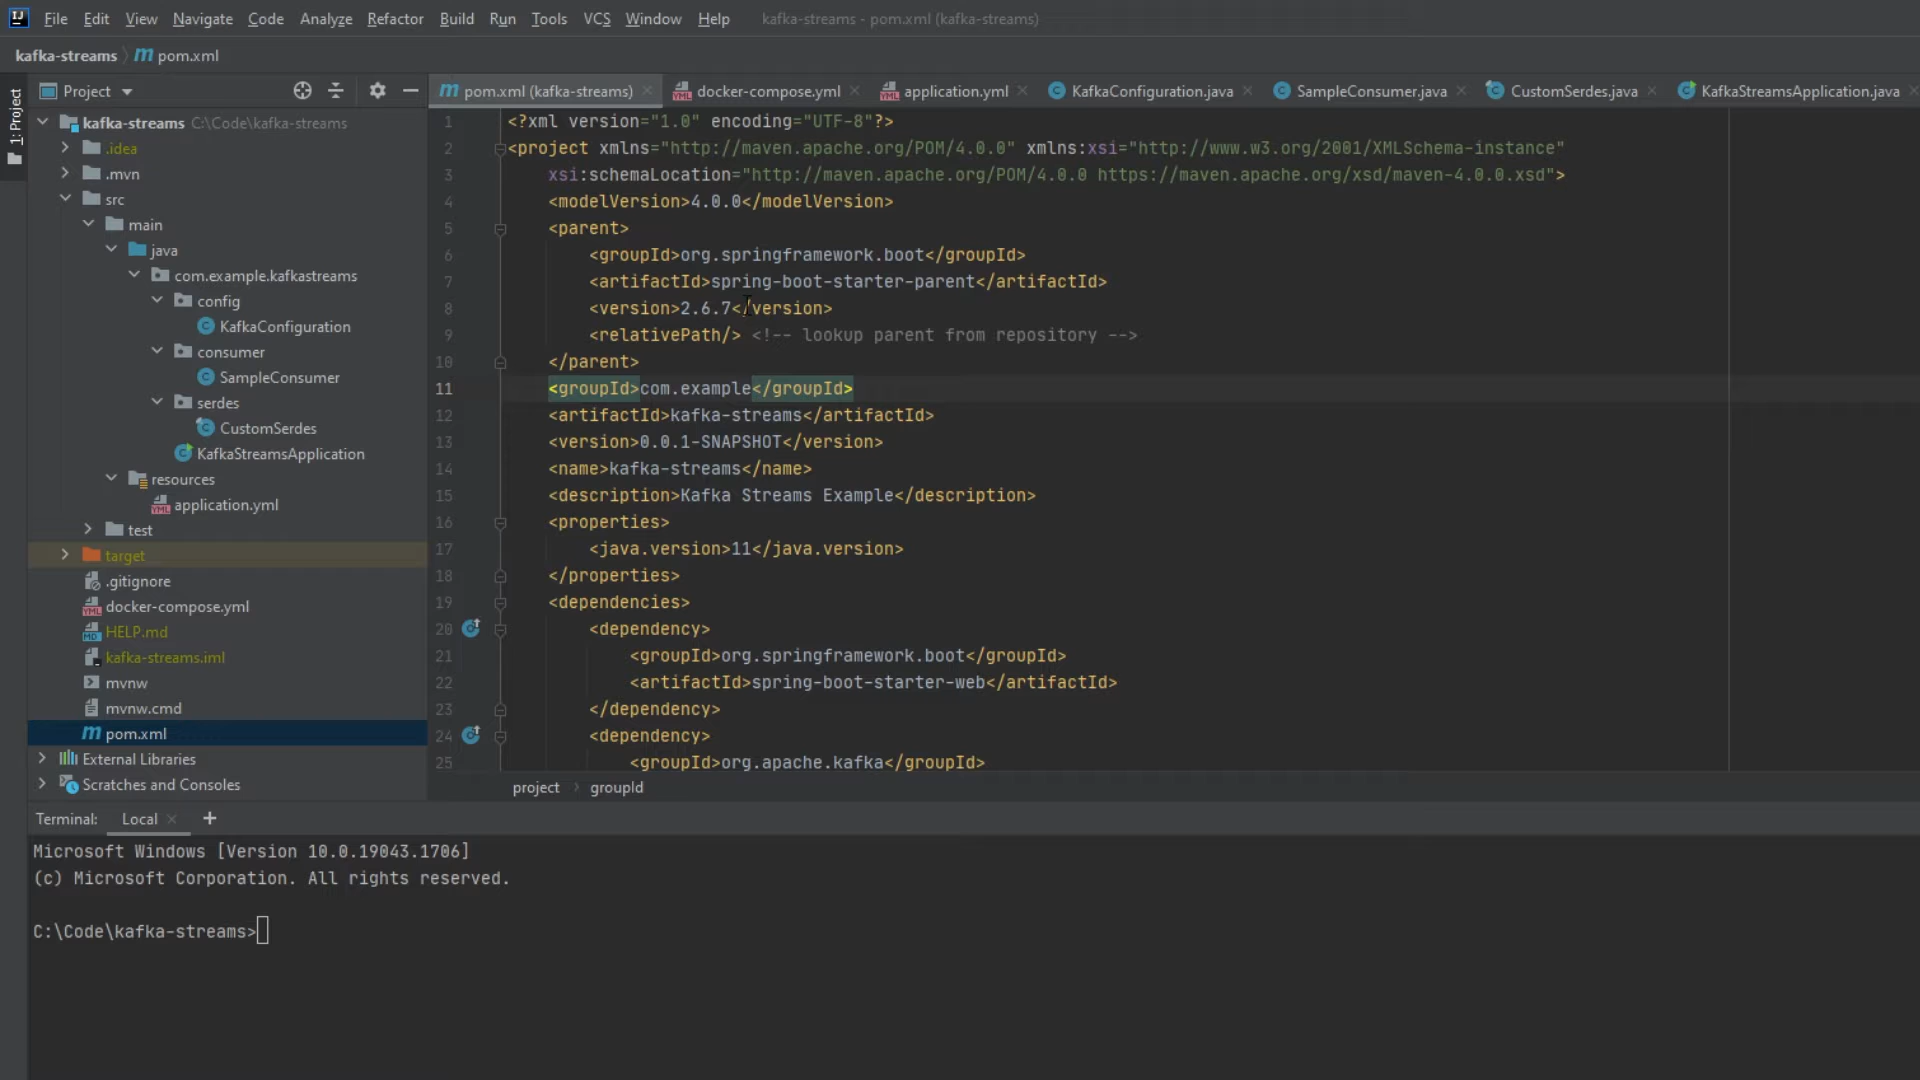 File Edit View Navigate Code Analyze Refactor Build Run Tools VCS Window Help kafka-streams - pom.xml (kafka-streams)
kafka-streams pom.xml
1: Project
Project
kafka-streams C:\Code\kafka-streams
.idea
.mvn
src
main
java
com.example.kafkastreams
config
KafkaConfiguration
consumer
SampleConsumer
serdes
CustomSerdes
KafkaStreamsApplication
resources
application.yml
test
target
.gitignore
docker-compose.yml
HELP.md
kafka-streams.iml
mvnw
mvnw.cmd
pom.xml
External Libraries
Scratches and Consoles
pom.xml (kafka-streams) docker-compose.yml application.yml KafkaConfiguration.java SampleConsumer.java CustomSerdes.java KafkaStreamsApplication.java
1 <?xml version="1.0" encoding="UTF-8"?>
2 <project xmlns="http://maven.apache.org/POM/4.0.0" xmlns:xsi="http://www.w3.org/2001/XMLSchema-instance"
3 xsi:schemaLocation="http://maven.apache.org/POM/4.0.0 https://maven.apache.org/xsd/maven-4.0.0.xsd">
4 <modelVersion>4.0.0</modelVersion>
5 <parent>
6 <groupId>org.springframework.boot</groupId>
7 <artifactId>spring-boot-starter-parent</artifactId>
8 <version>2.6.7</version>
9 <relativePath/> <!-- lookup parent from repository -->
10 </parent>
11 <groupId>com.example</groupId>
12 <artifactId>kafka-streams</artifactId>
13 <version>0.0.1-SNAPSHOT</version>
14 <name>kafka-streams</name>
15 <description>Kafka Streams Example</description>
16 <properties>
17 <java.version>11</java.version>
18 </properties>
19 <dependencies>
20 <dependency>
21 <groupId>org.springframework.boot</groupId>
22 <artifactId>spring-boot-starter-web</artifactId>
23 </dependency>
24 <dependency>
25 <groupId>org.apache.kafka</groupId>
project groupId
Terminal: Local
Microsoft Windows [Version 10.0.19043.1706]
(c) Microsoft Corporation. All rights reserved.
C:\Code\kafka-streams>